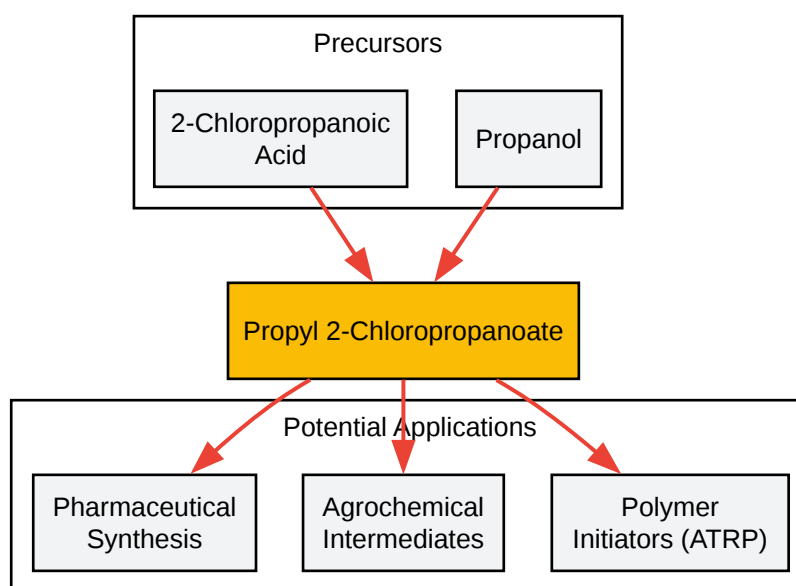 Precursors
2-Chloropropanoic
Acid
Propanol
Propyl 2-Chloropropanoate
Potential Applications
Pharmaceutical
Synthesis
Agrochemical
Intermediates
Polymer
Initiators (ATRP)